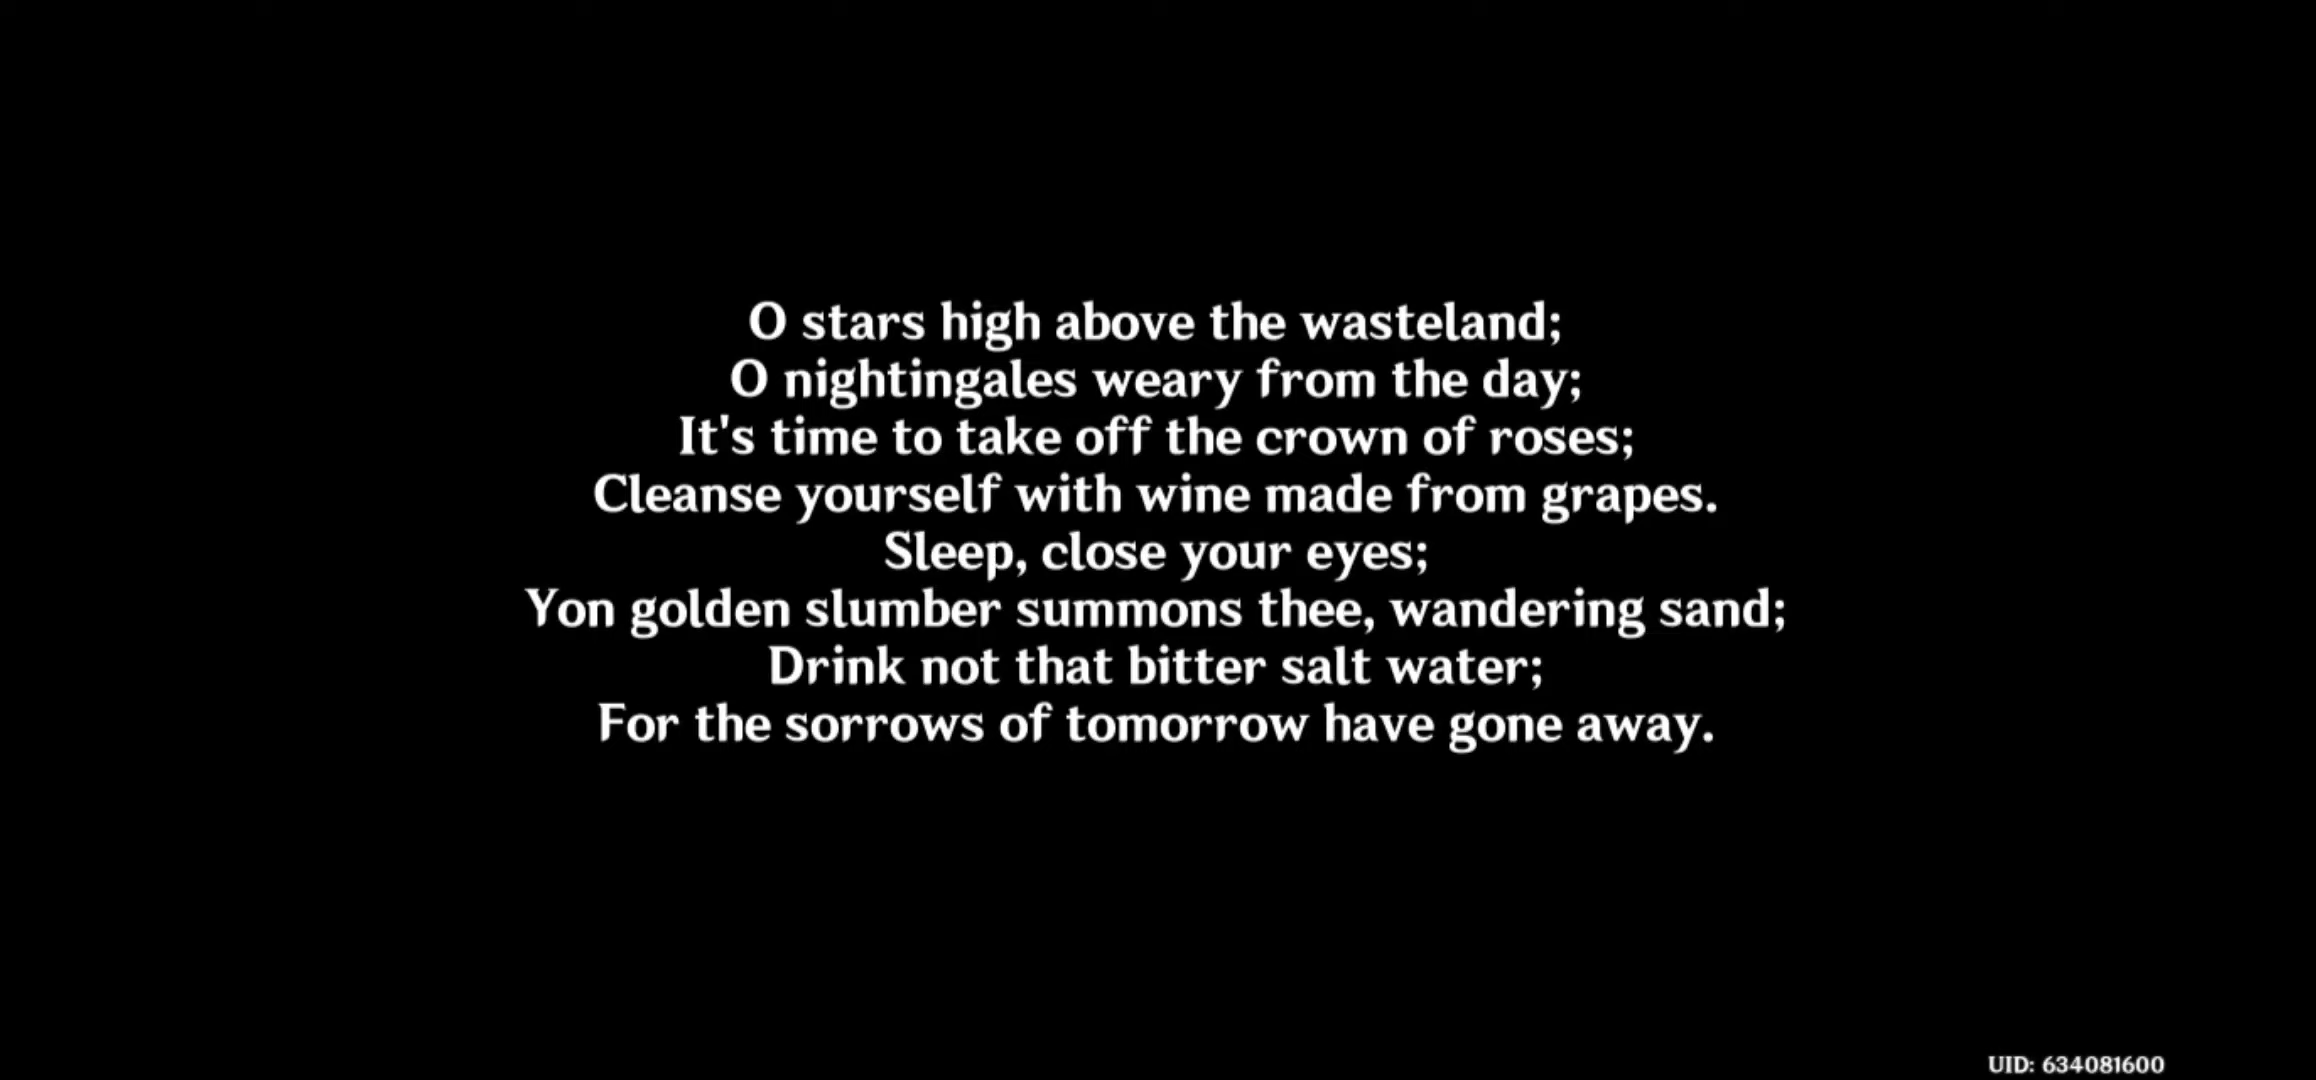 O stars high above the wasteland;
O nightingales weary from the day;
It's time to take off the crown of roses;
Cleanse yourself with wine made from grapes.
Sleep, close your eyes;
Yon golden slumber summons thee, wandering sand;
Drink not that bitter salt water;
For the sorrows of tomorrow have gone away.
UID: 634081600